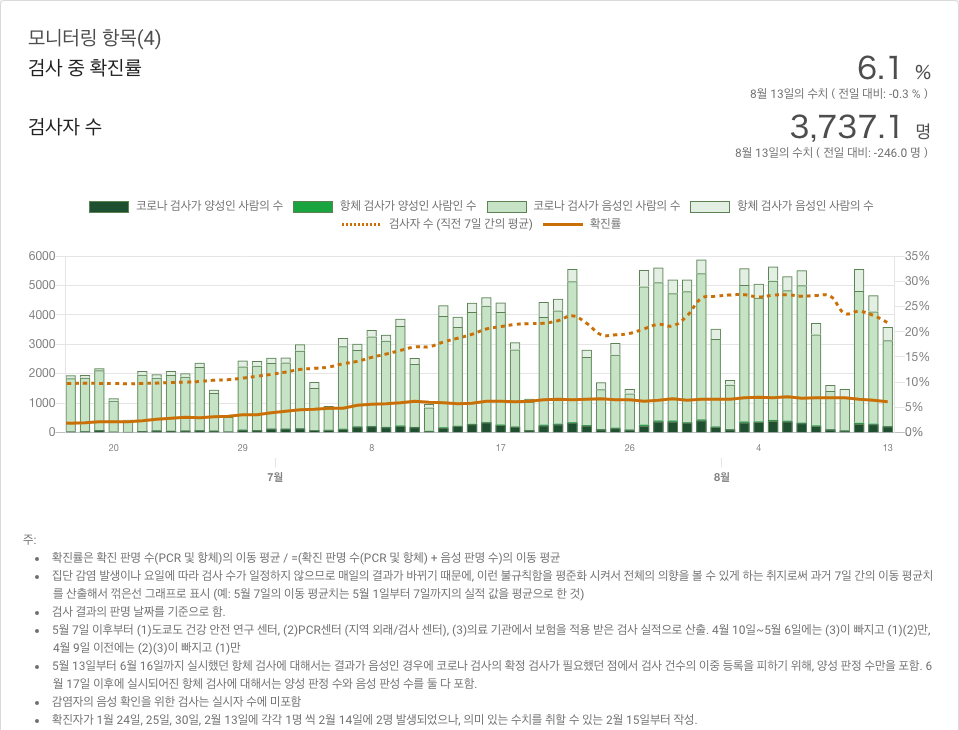 모니터링 항목(4)
검사 중 확진률
6.1 %
8월 13일의 수치 ( 전일 대비: -0.3 % )
검사자 수
3,737.1 명
8월 13일의 수치 ( 전일 대비: -246.0 명 )
코로나 검사가 양성인 사람의 수 항체 검사가 양성인 사람인 수 코로나 검사가 음성인 사람의 수 항체 검사가 음성인 사람의 수
검사자 수 (직전 7일 간의 평균) 확진률
6000 35%
5000 30%
4000 25%
3000 20%
2000 15%
1000 10%
0 5%
0%
20 29 8 17 26 4 13
7월 8월
주:
확진률은 확진 판명 수(PCR 및 항체)의 이동 평균 / =(확진 판명 수(PCR 및 항체) + 음성 판명 수)의 이동 평균
집단 감염 발생이나 요일에 따라 검사 수가 일정하지 않으므로 매일의 결과가 바뀌기 때문에, 이런 불규칙함을 평준화 시켜서 전체의 의향을 볼 수 있게 하는 취지로써 과거 7일 간의 이동 평균치
를 산출해서 꺾은선 그래프로 표시 (예: 5월 7일의 이동 평균치는 5월 1일부터 7일까지의 실적 값을 평균으로 한 것)
검사 결과의 판명 날짜를 기준으로 함.
5월 7일 이후부터 (1)도쿄도 건강 안전 연구 센터, (2)PCR센터 (지역 외래/검사 센터), (3)의료 기관에서 보험을 적용 받은 검사 실적으로 산출. 4월 10일~5월 6일에는 (3)이 빠지고 (1)(2)만,
4월 9일 이전에는 (2)(3)이 빠지고 (1)만
5월 13일부터 6월 16일까지 실시했던 항체 검사에 대해서는 결과가 음성인 경우에 코로나 검사의 확정 검사가 필요했던 점에서 검사 건수의 이중 등록을 피하기 위해, 양성 판정 수만을 포함. 6
월 17일 이후에 실시되어진 항체 검사에 대해서는 양성 판정 수와 음성 판성 수를 둘 다 포함.
감염자의 음성 확인을 위한 검사는 실시자 수에 미포함
확진자가 1월 24일, 25일, 30일, 2월 13일에 각각 1명 씩 2월 14일에 2명 발생되었으나, 의미 있는 수치를 취할 수 있는 2월 15일부터 작성.